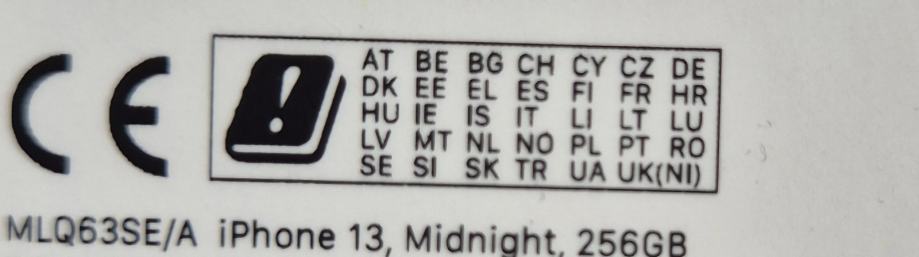 CE
AT BE BG CH CY CZ DE
DK EE EL ES FI FR HR
HU IE IS IT LI LT LU
LV MT NL NO PL PT RO
SE SI SK TR UA UK(NI)
MLQ63SE/A iPhone 13, Midnight, 256GB